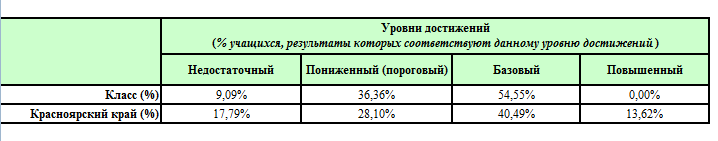 Уровни достижений
(% учащихся, результаты которых соответствуют данному уровню достижений)
Недостаточный Пониженный (пороговый) Базовый Повышенный
Класс (%) 9,09% 36,36% 54,55% 0,00%
Красноярский край (%) 17,79% 28,10% 40,49% 13,62%